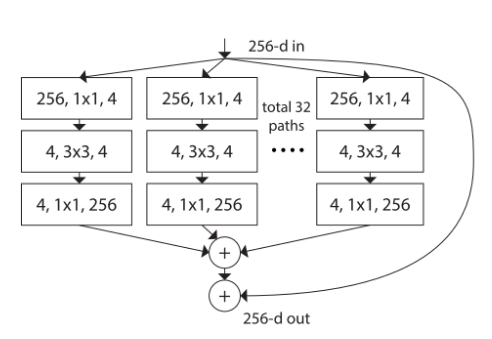 256-d in
256, 1x1, 4
256, 1x1, 4
256, 1x1, 4
total 32
paths
4, 3x3, 4
4, 3x3, 4
....
4, 3x3, 4
4, 1x1, 256
4, 1x1, 256
4, 1x1, 256
+
+
256-d out